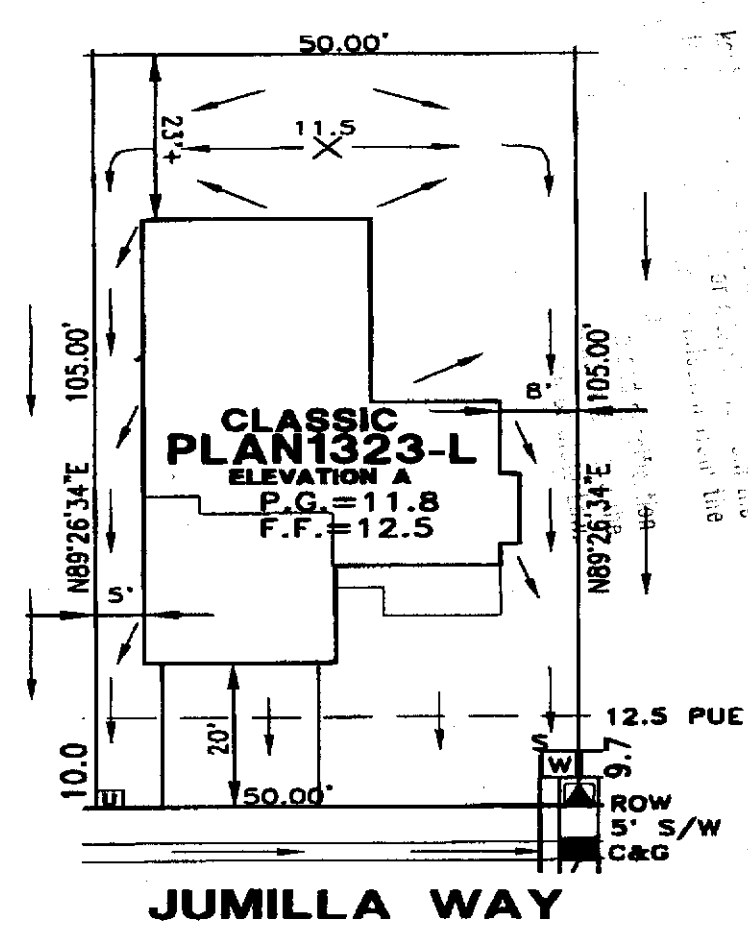 50.00'
23'+
11.5
105.00'
105.00'
8'
CLASSIC
PLAN1323-L
ELEVATION A
P.G.=11.8
F.F.=12.5
N89°26'34"E
N89°26'34"E
5'
12.5 PUE
20'
10.0
S
W
9.7
U
50.00'
ROW
5' S/W
C&G
JUMILLA WAY